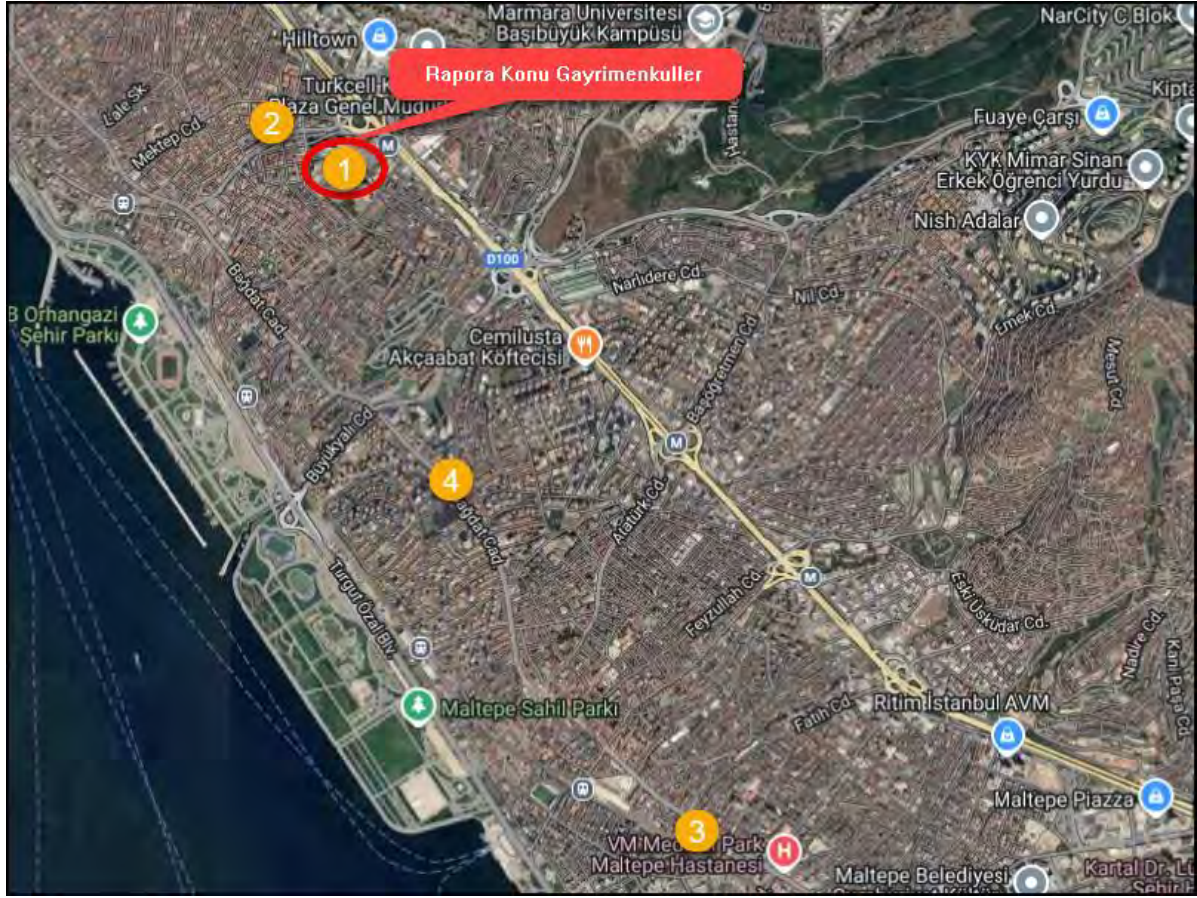 Marmara Üniversitesi
Başıbüyük Kampüsü
NarCity C Blok
Hilltown
Rapora Konu Gayrimenkuller
Turkcell
Plaza Genel
Kipta
Lale Sk.
2
Mektep Cd.
M
1
Hastane
Fuaye Çarşı
KYK Mimar Sinan
Erkek Öğrenci Yurdu
Nish Adalar
D100
Narlıdere Cd.
Nil Cd.
Emek Cd.
Bağdat Cad.
B Orhangazi
Şehir Parkı
Cemilusta
Akçaabat Köftecisi
Başöğretmen Cd.
Mesut Cd.
Büyükyalı Cd.
M
4
Bağdat Cad.
Atatürk Cd.
Turgut Özal Blv.
Feyzullah Cd.
M
Eski Üsküdar Cd.
Nadire Cd.
Kani Paşa Cd.
Maltepe Sahil Parkı
Fatih Cd.
Ritim İstanbul AVM
Maltepe Piazza
3
VM Medical Park
Maltepe Hastanesi
H
Maltepe Belediyesi
Kartal Dr. Lü
Şehir H